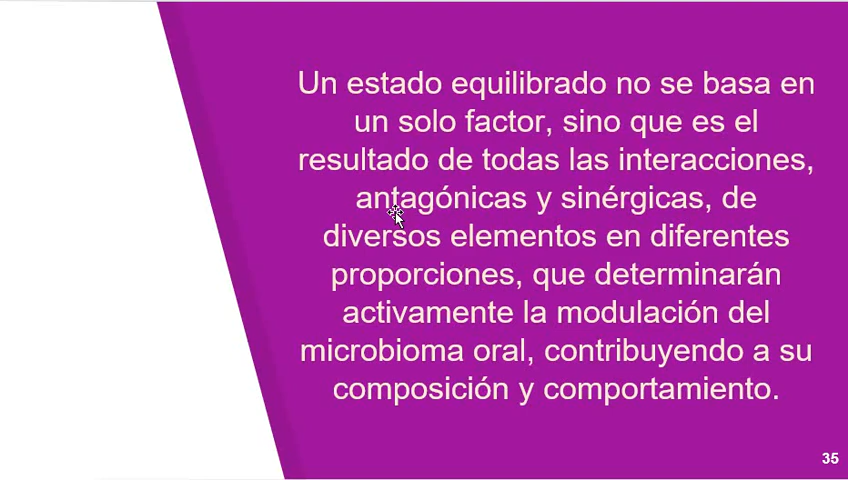 Un estado equilibrado no se basa en
un solo factor, sino que es el
resultado de todas las interacciones,
antagónicas y sinérgicas, de
diversos elementos en diferentes
proporciones, que determinarán
activamente la modulación del
microbioma oral, contribuyendo a su
composición y comportamiento.
35